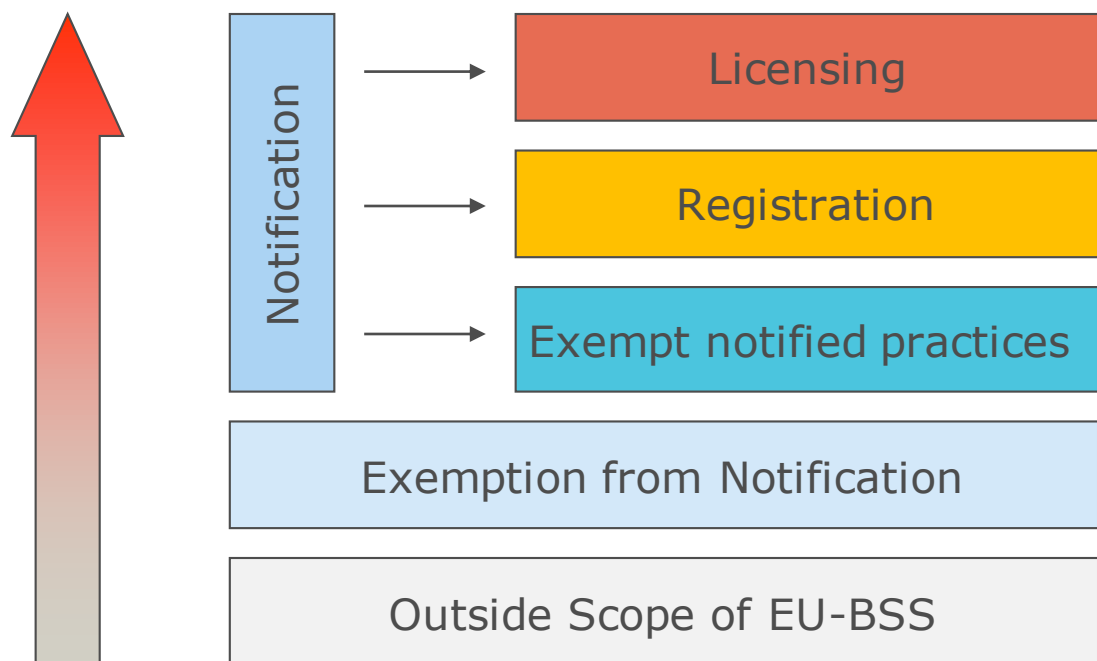 Notification
Licensing
Registration
Exempt notified practices
Exemption from Notification
Outside Scope of EU-BSS